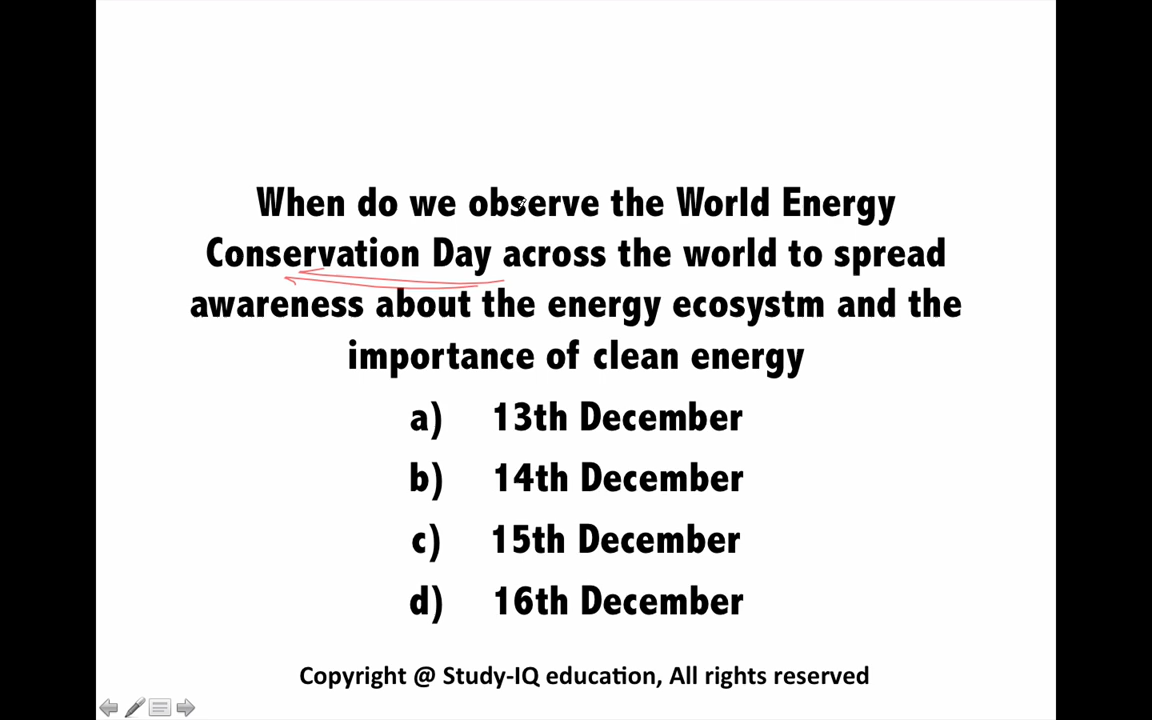 When do we observe the World Energy
Conservation Day across the world to spread
awareness about the energy ecosystm and the
importance of clean energy
a) 13th December
b) 14th December
c) 15th December
d) 16th December
Copyright @ Study-IQ education, All rights reserved